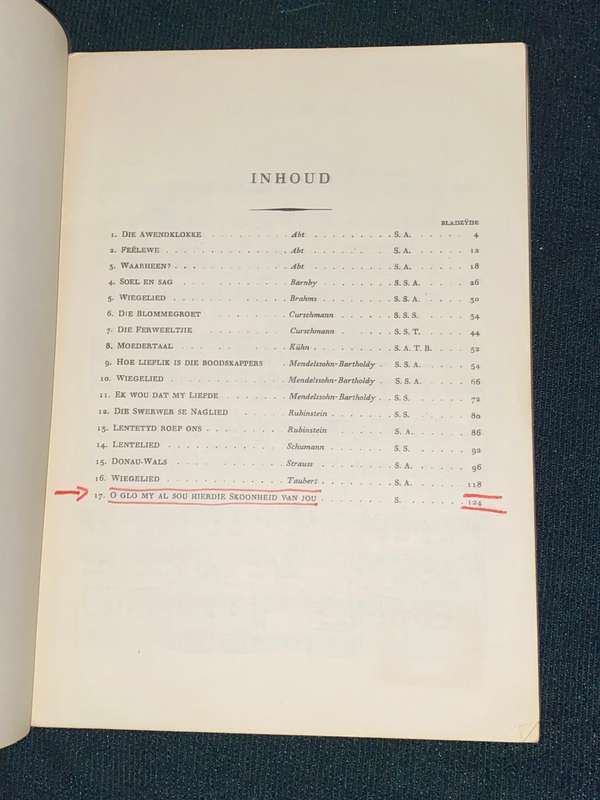 INHOUD
BLADZŸDE
1. DIE AWENDKLOKKE . . . . . . . . . Abt . . . . . . . . . . S. A. . . . . . . 4
2. FEËLEWE . . . . . . . . . Abt . . . . . . . . . . S. A. . . . . . . 12
3. WAARHEEN? . . . . . . . . . Abt . . . . . . . . . . S. A. . . . . . . 18
4. SOEL EN SAG . . . . . . . . . Barnby . . . . . . . . . S. S. A. . . . . . 26
5. WIEGELIED . . . . . . . . . Brahms . . . . . . . . . S. S. A. . . . . . 30
6. DIE BLOMMEGROET . . . . . . . . . Curschmann . . . . . . . S. S. S. . . . . . 34
7. DIE FERWEELTJIE . . . . . . . . . Curschmann . . . . . . . S. S. T. . . . . . 44
8. MOEDERTAAL . . . . . . . . . Kühn . . . . . . . . . S. A. T. B. . . . . 52
9. HOE LIEFLIK IS DIE BOODSKAPPERS . Mendelssohn-Bartholdy . S. S. A. . . . . . 54
10. WIEGELIED . . . . . . . . . Mendelssohn-Bartholdy . S. S. A. . . . . . 66
11. EK WOU DAT MY LIEFDE . . . . . . Mendelssohn-Bartholdy . S. S. . . . . . . 72
12. DIE SWERWER SE NAGLIED . . . . . . Rubinstein . . . . . . . S. S. . . . . . . 80
13. LENTETYD ROEP ONS . . . . . . . . Rubinstein . . . . . . . S. A. . . . . . . 86
14. LENTELIED . . . . . . . . . Schumann . . . . . . . . S. S. . . . . . . 92
15. DONAU-WALS . . . . . . . . . Strauss . . . . . . . . S. A. . . . . . . 96
16. WIEGELIED . . . . . . . . . Taubert . . . . . . . . S. A. . . . . . . 118
17. O GLO MY AL SOU HIERDIE SKOONHEID VAN JOU . . . . . . . . S. . . . . . . . 124